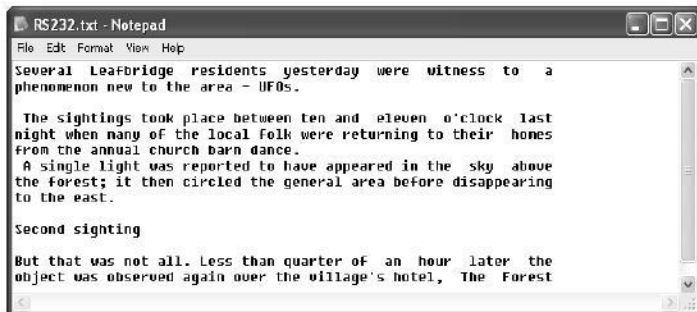 RS232.txt - Notepad
File Edit Format View Help
Several Leafbridge residents yesterday were witness to a
phenomenon new to the area - UFOs.
The sightings took place between ten and eleven o'clock last
night when many of the local folk were returning to their homes
from the annual church barn dance.
A single light was reported to have appeared in the sky above
the forest; it then circled the general area before disappearing
to the east.
Second sighting
But that was not all. Less than quarter of an hour later the
object was observed again over the village's hotel, The Forest